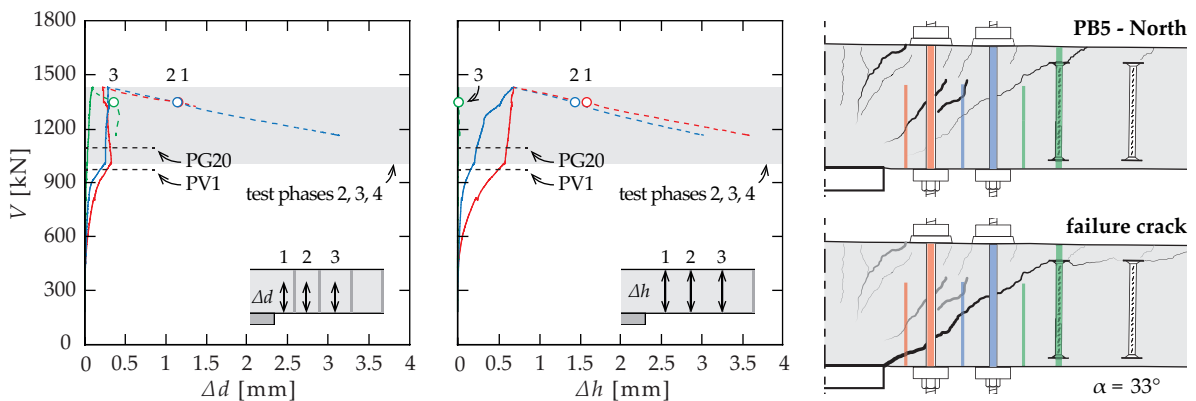 1800
1500
1200
900
600
300
0
V [kN]
3
2 1
PG20
PV1
test phases 2, 3, 4
1
2
3
Δd
0 0.5 1 1.5 2 2.5 3 3.5 4
Δd [mm]
3
2 1
PG20
PV1
test phases 2, 3, 4
1 2 3
Δh
0 0.5 1 1.5 2 2.5 3 3.5 4
Δh [mm]
PB5 - North
failure crack
α = 33°